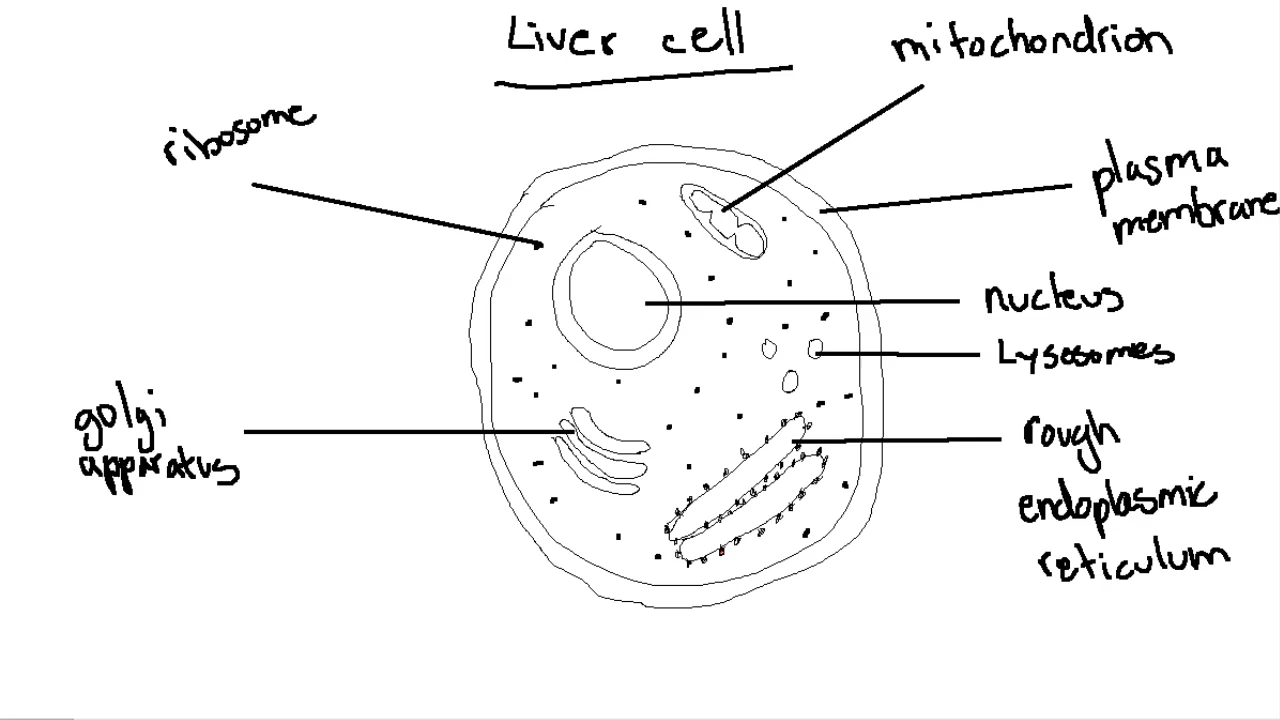 Liver cell
mitochondrion
ribosome
plasma
membrane
nucleus
Lysosomes
golgi
apparatus
rough
endoplasmic
reticulum